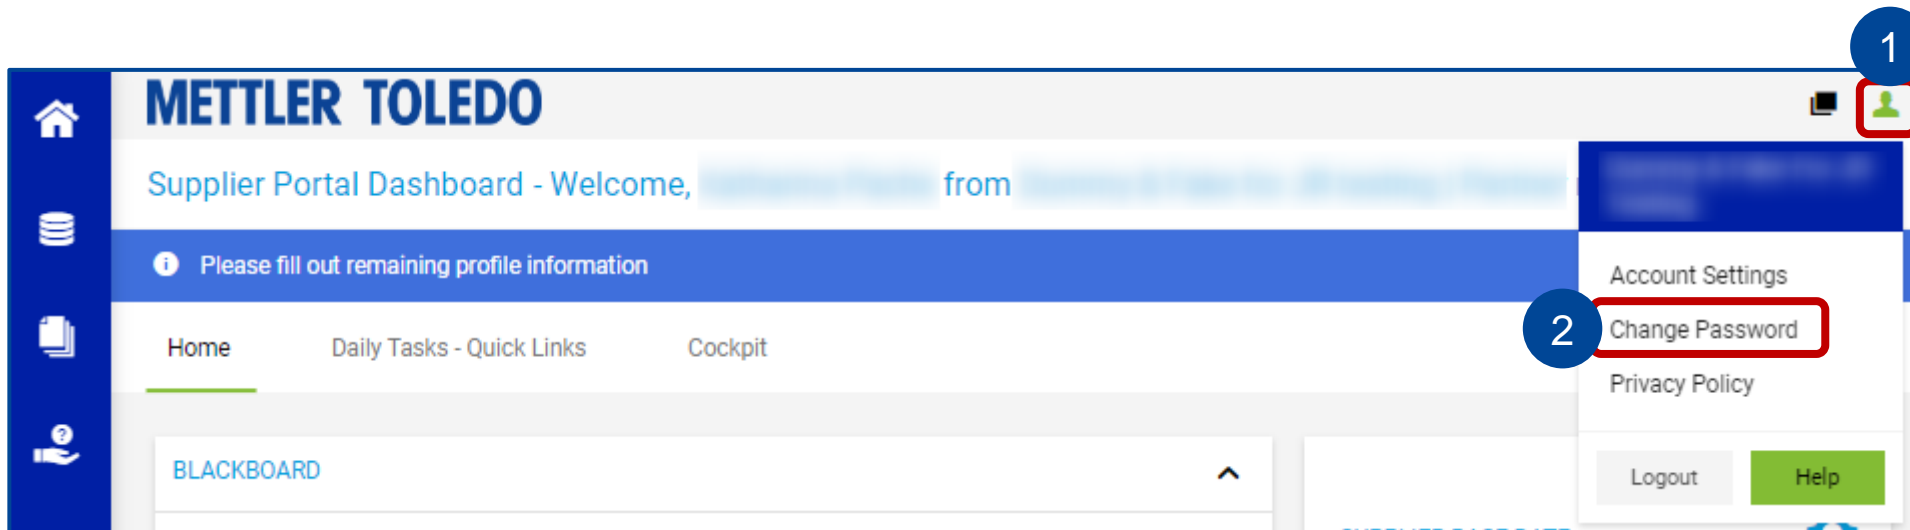 1
METTLER TOLEDO
Supplier Portal Dashboard - Welcome, from
Please fill out remaining profile information
Account Settings
2 Change Password
Home Daily Tasks - Quick Links Cockpit
Privacy Policy
BLACKBOARD
Logout Help